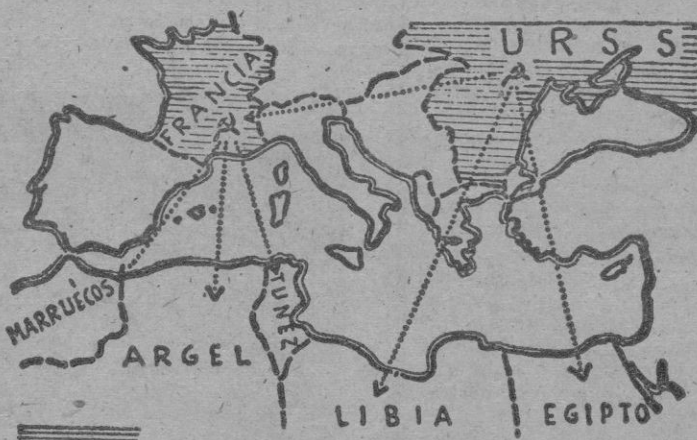 URSS
FRANCIA
MARRUECOS
ARGEL
TUNEZ
LIBIA
EGIPTO